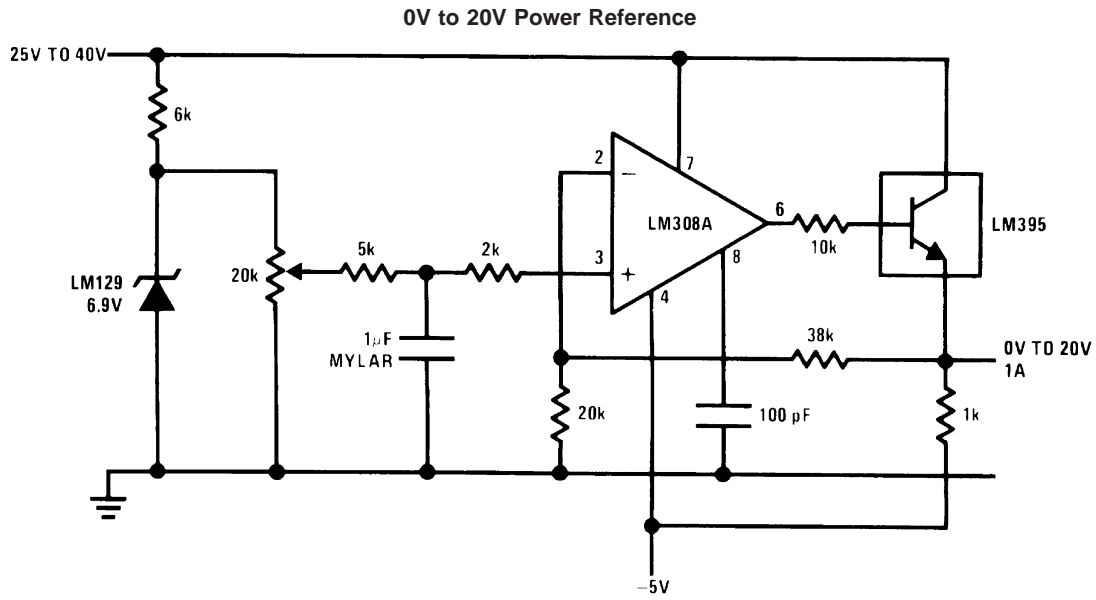 0V to 20V Power Reference
25V TO 40V
6k
2
7
6
LM308A
LM395
5k
2k
3
8
10k
LM129
6.9V
20k
4
38k
0V TO 20V
1A
1μF
MYLAR
20k
100 pF
1k
−5V